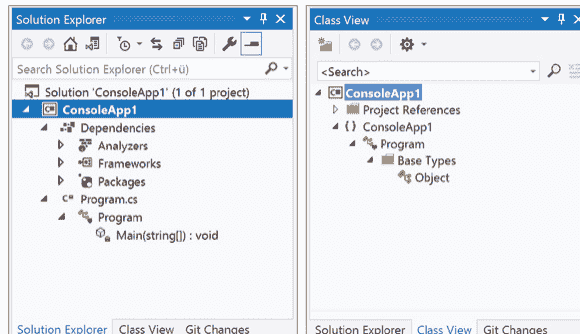 Solution Explorer
Search Solution Explorer (Ctrl+ü)
Solution 'ConsoleApp1' (1 of 1 project)
ConsoleApp1
Dependencies
Analyzers
Frameworks
Packages
C# Program.cs
Program
Main(string[]) : void
Solution Explorer Class View Git Changes
Class View
<Search>
C# ConsoleApp1
Project References
{ } ConsoleApp1
Program
Base Types
Object
Solution Explorer Class View Git Changes